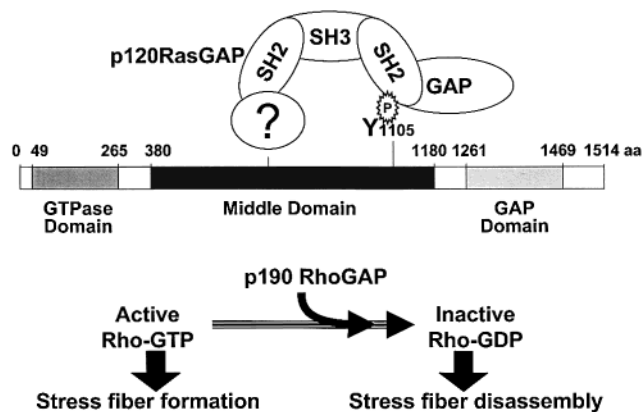 p120RasGAP
SH2
SH3
SH2
GAP
?
P
Y1105
0 49 265 380 1180 1261 1469 1514 aa
GTPase
Domain
Middle Domain
GAP
Domain
p190 RhoGAP
Active
Rho-GTP
Inactive
Rho-GDP
Stress fiber formation
Stress fiber disassembly